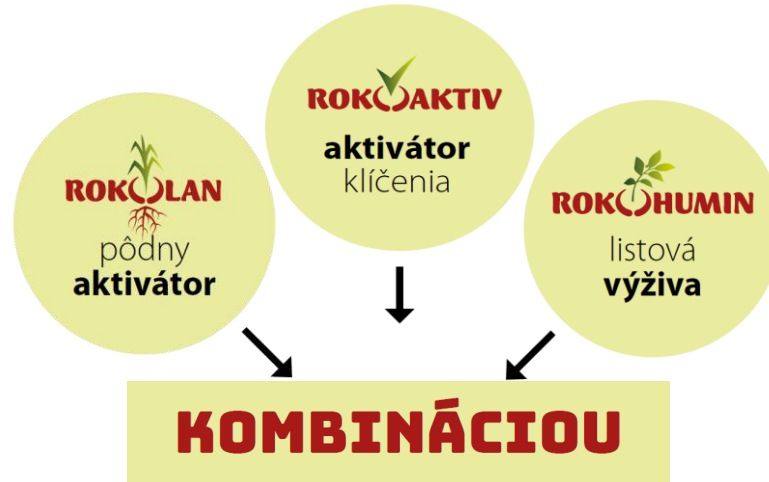 ROKOLAN
pôdny
aktivátor
ROKOAKTIV
aktivátor
klíčenia
ROKOHUMIN
listová
výživa
KOMBINÁCIOU